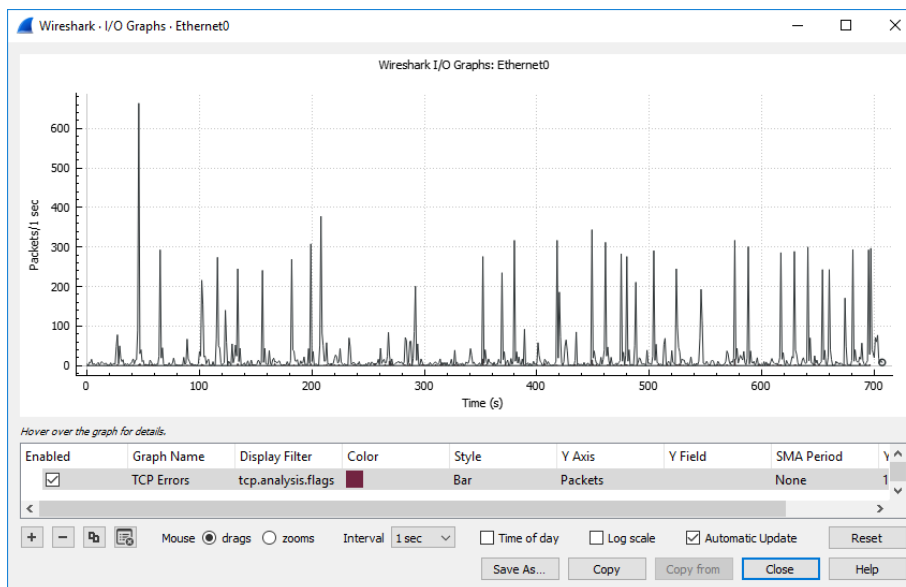 Wireshark · I/O Graphs · Ethernet0
Wireshark I/O Graphs: Ethernet0
600
500
400
300
200
100
0
Packets/1 sec
0 100 200 300 400 500 600 700
Time (s)
Hover over the graph for details.
Enabled Graph Name Display Filter Color Style Y Axis Y Field SMA Period Y
TCP Errors tcp.analysis.flags Bar Packets None 1
Mouse drags zooms Interval 1 sec Time of day Log scale Automatic Update Reset
Save As... Copy Copy from Close Help